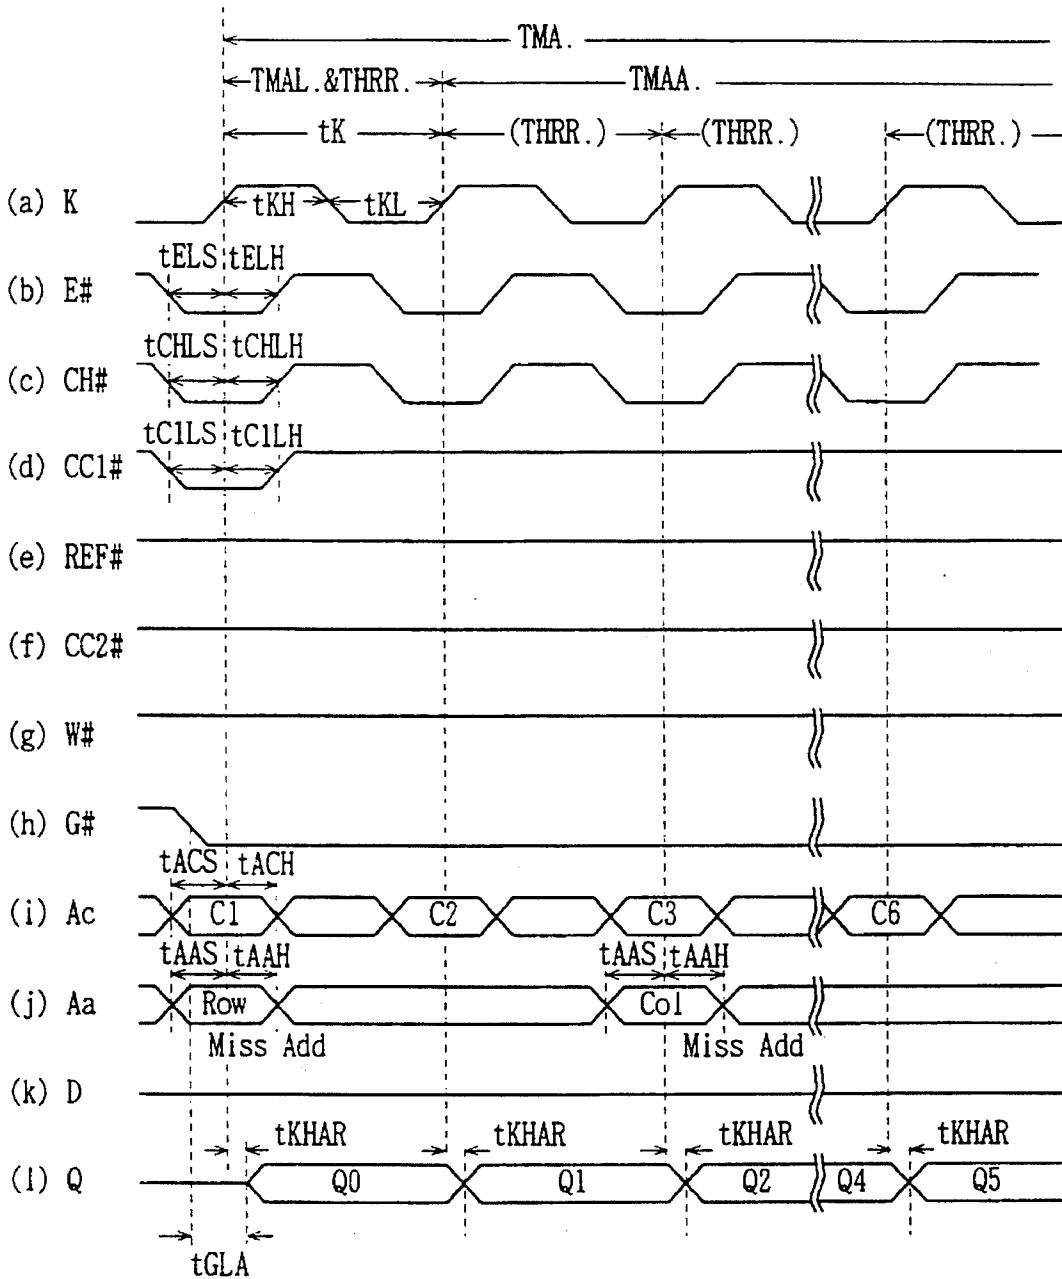 TMA.
TMAL.&THRR. TMAA.
tK (THRR.) (THRR.) (THRR.)
(a) K tKH tKL
tELS tELH
(b) E#
tCHLS tCHLH
(c) CH#
tC1LS tC1LH
(d) CC1#
(e) REF#
(f) CC2#
(g) W#
(h) G#
tACS tACH
(i) Ac C1 C2 C3 C6
tAAS tAAH tAAS tAAH
(j) Aa Row Col
Miss Add Miss Add
(k) D
tKHAR tKHAR tKHAR tKHAR
(l) Q Q0 Q1 Q2 Q4 Q5
tGLA